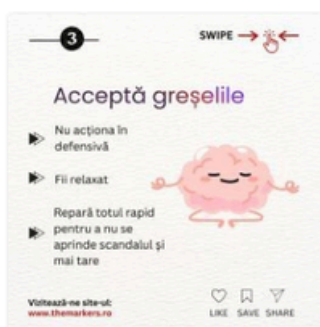 3
SWIPE
Acceptă greșelile
Nu acționa în
defensivă
Fii relaxat
Repară totul rapid
pentru a nu se
aprinde scandalul și
mai tare
Vizitează-ne site-ul:
www.themarkers.ro
LIKE SAVE SHARE